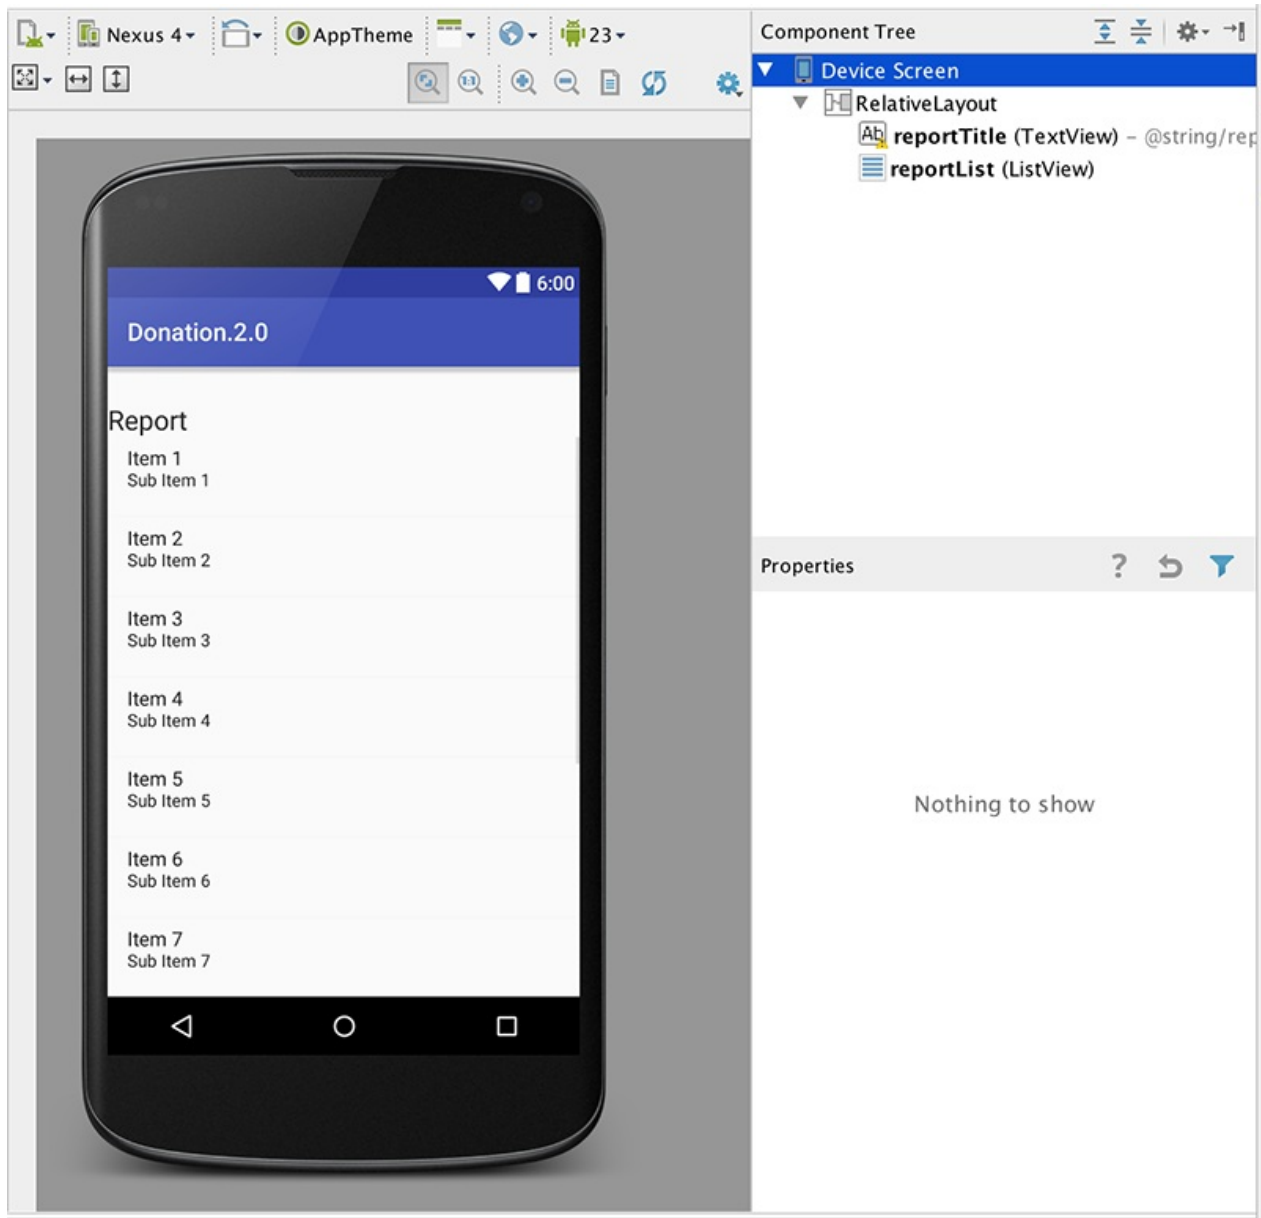 Nexus 4
AppTheme
23
1:1
Component Tree
Device Screen
RelativeLayout
Ab reportTitle (TextView) – @string/rep
reportList (ListView)
6:00
Donation.2.0
Report
Item 1
Sub Item 1
Item 2
Sub Item 2
Item 3
Sub Item 3
Item 4
Sub Item 4
Item 5
Sub Item 5
Item 6
Sub Item 6
Item 7
Sub Item 7
Properties
?
Nothing to show